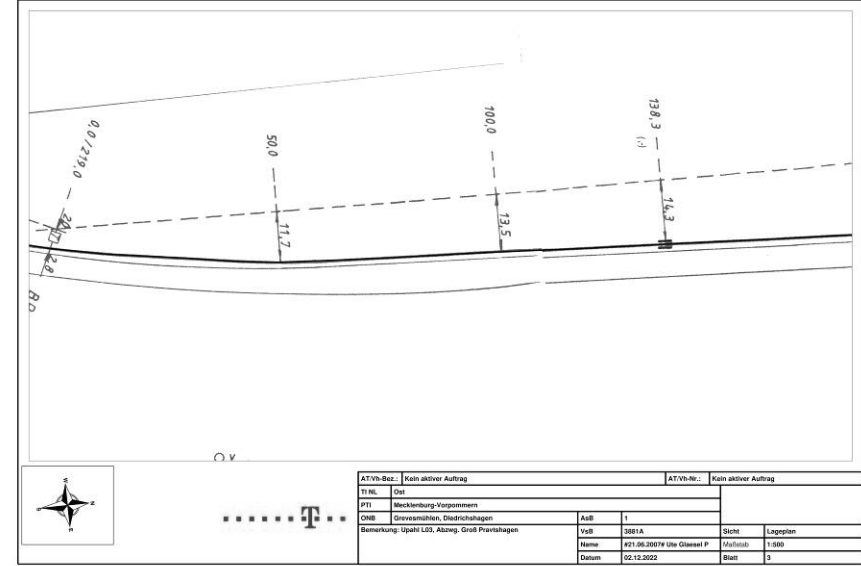 138,3
100,0
(-)
50,0
0,0 / 219,0
14,3
13,5
11,7
2,8
AT/Vh-Bez.: Kein aktiver Auftrag AT/Vh-Nr.: Kein aktiver Auftrag
TI NL Ost
PTI Mecklenburg-Vorpommern
ONB Grevesmühlen, Diedrichshagen AsB 1
Bemerkung: Upahl L03, Abzwg. Groß Pravtshagen VsB 3881A Sicht Lageplan
Name #21.06.2007# Ute Glaesel P Maßstab 1:500
Datum 02.12.2022 Blatt 3
T